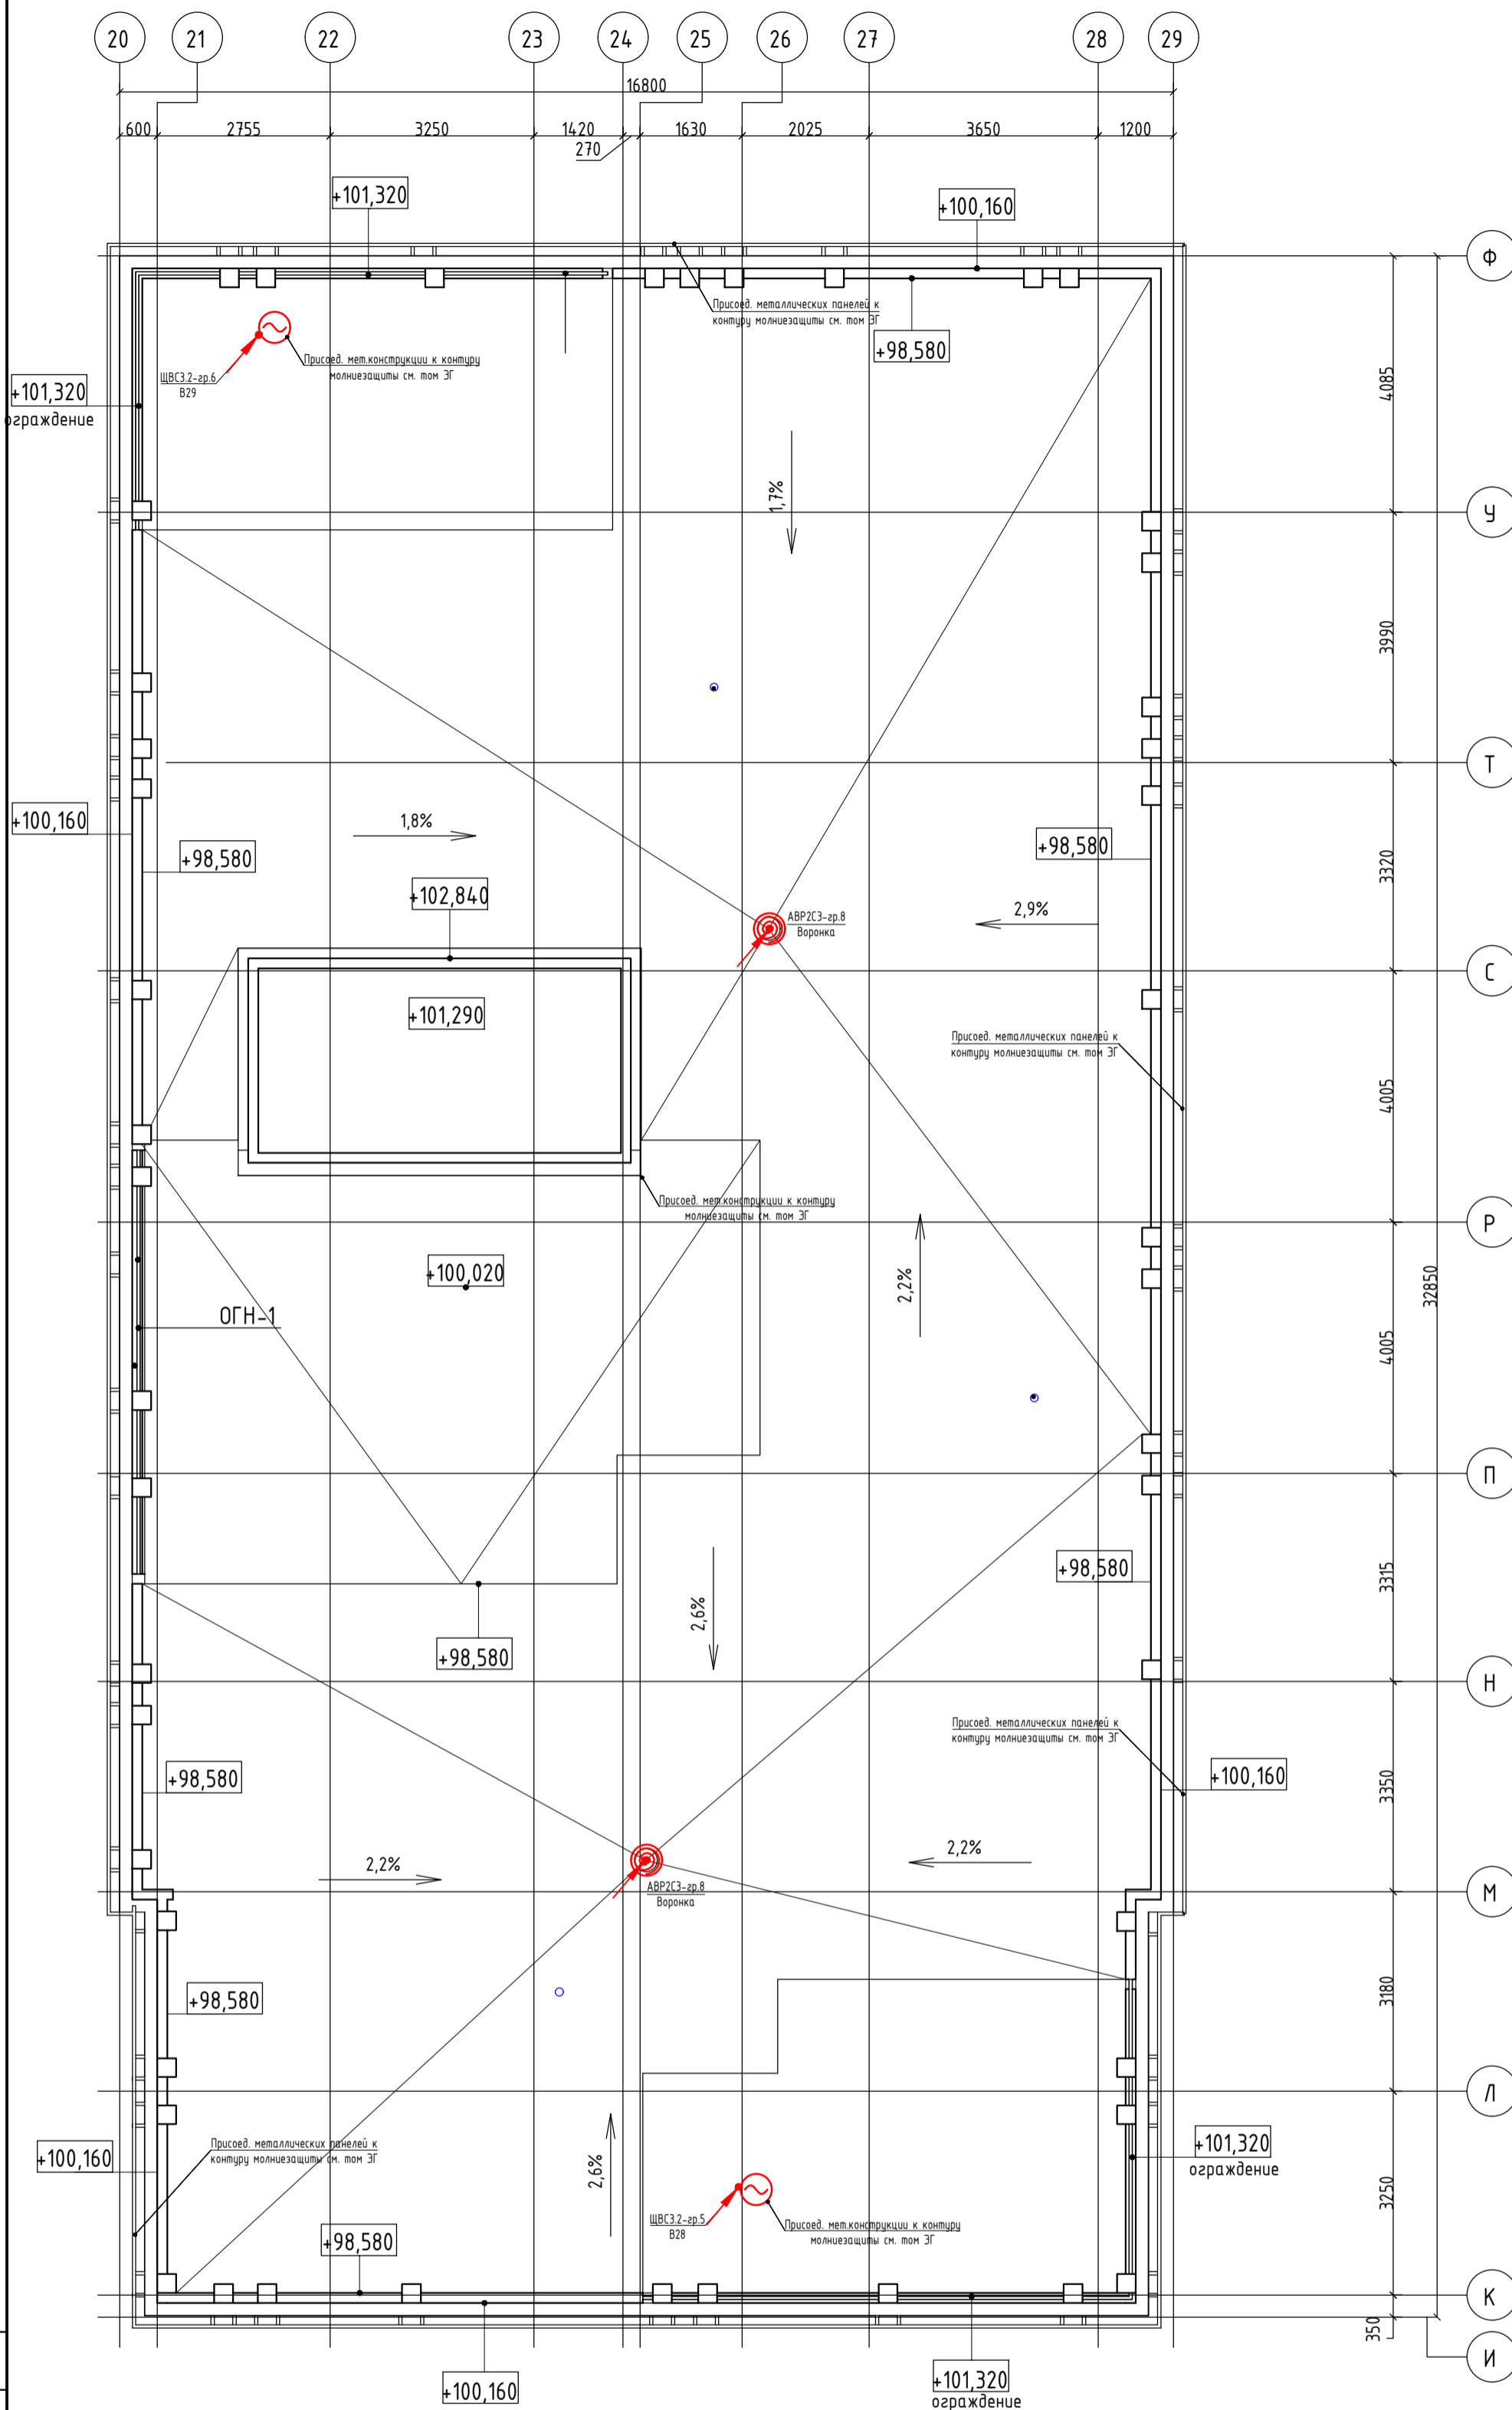 20 21 22 23 24 25 26 27 28 29
16800
600 2755 3250 1420 1630 2025 3650 1200
270
+101,320
+100,160
Ф
Присоед. металлических панелей к
контуру молниезащиты см. том ЭГ
+98,580
Присоед. мет.конструкции к контуру
молниезащиты см. том ЭГ
ЩВС3.2-гр.6
В29
+101,320
ограждение
4085
1,7%
У
3990
Т
+100,160
1,8%
+98,580
+98,580
3320
+102,840
2,9%
АВР2С3-гр.8
Воронка
С
+101,290
Присоед. металлических панелей к
контуру молниезащиты см. том ЭГ
4005
Присоед. мет.конструкции к контуру
молниезащиты см. том ЭГ
Р
+100,020
2,2%
32850
ОГН-1
4005
П
+98,580
3315
2,6%
+98,580
Н
Присоед. металлических панелей к
контуру молниезащиты см. том ЭГ
+98,580
+100,160
3350
2,2%
2,2%
АВР2С3-гр.8
Воронка
М
+98,580
3180
Л
Присоед. металлических панелей к
контуру молниезащиты см. том ЭГ
+100,160
2,6%
+101,320
ограждение
3250
ЩВС3.2-гр.5
В28
Присоед. мет.конструкции к контуру
молниезащиты см. том ЭГ
+98,580
К
350
И
+100,160
+101,320
ограждение